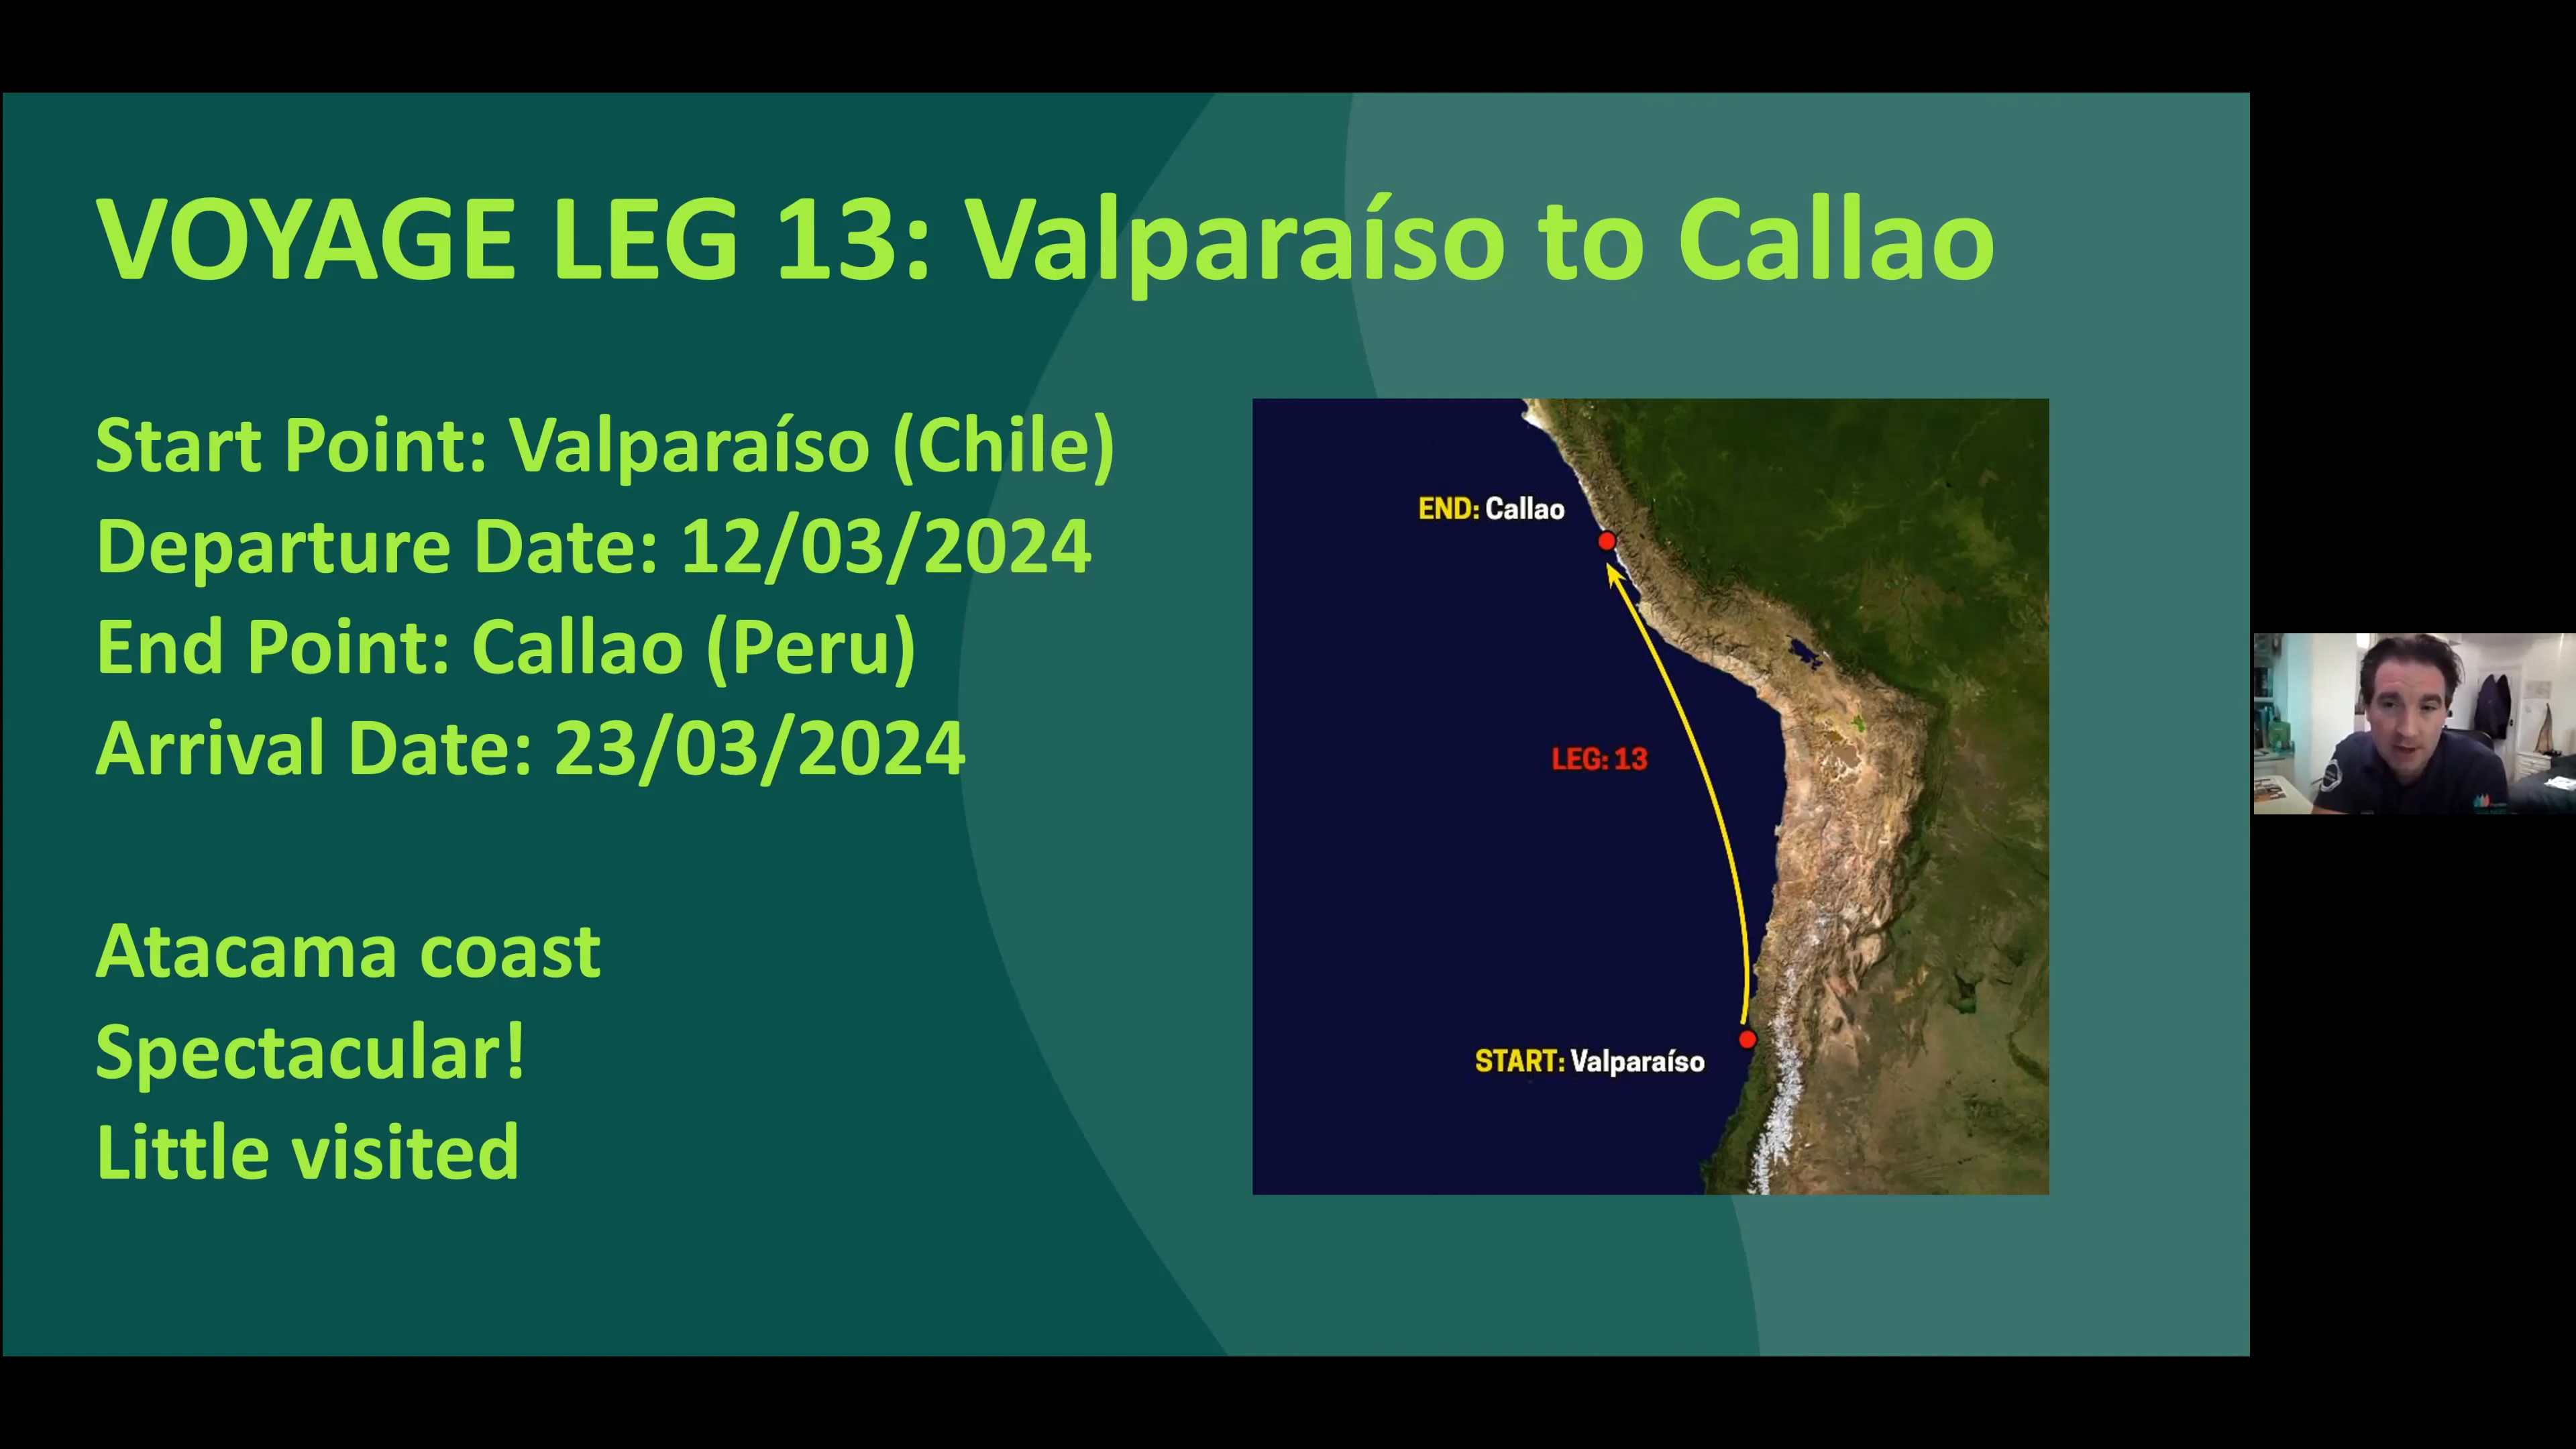 VOYAGE LEG 13: Valparaíso to Callao
Start Point: Valparaíso (Chile)
Departure Date: 12/03/2024
End Point: Callao (Peru)
Arrival Date: 23/03/2024
Atacama coast
Spectacular!
Little visited
END: Callao
LEG: 13
START: Valparaíso